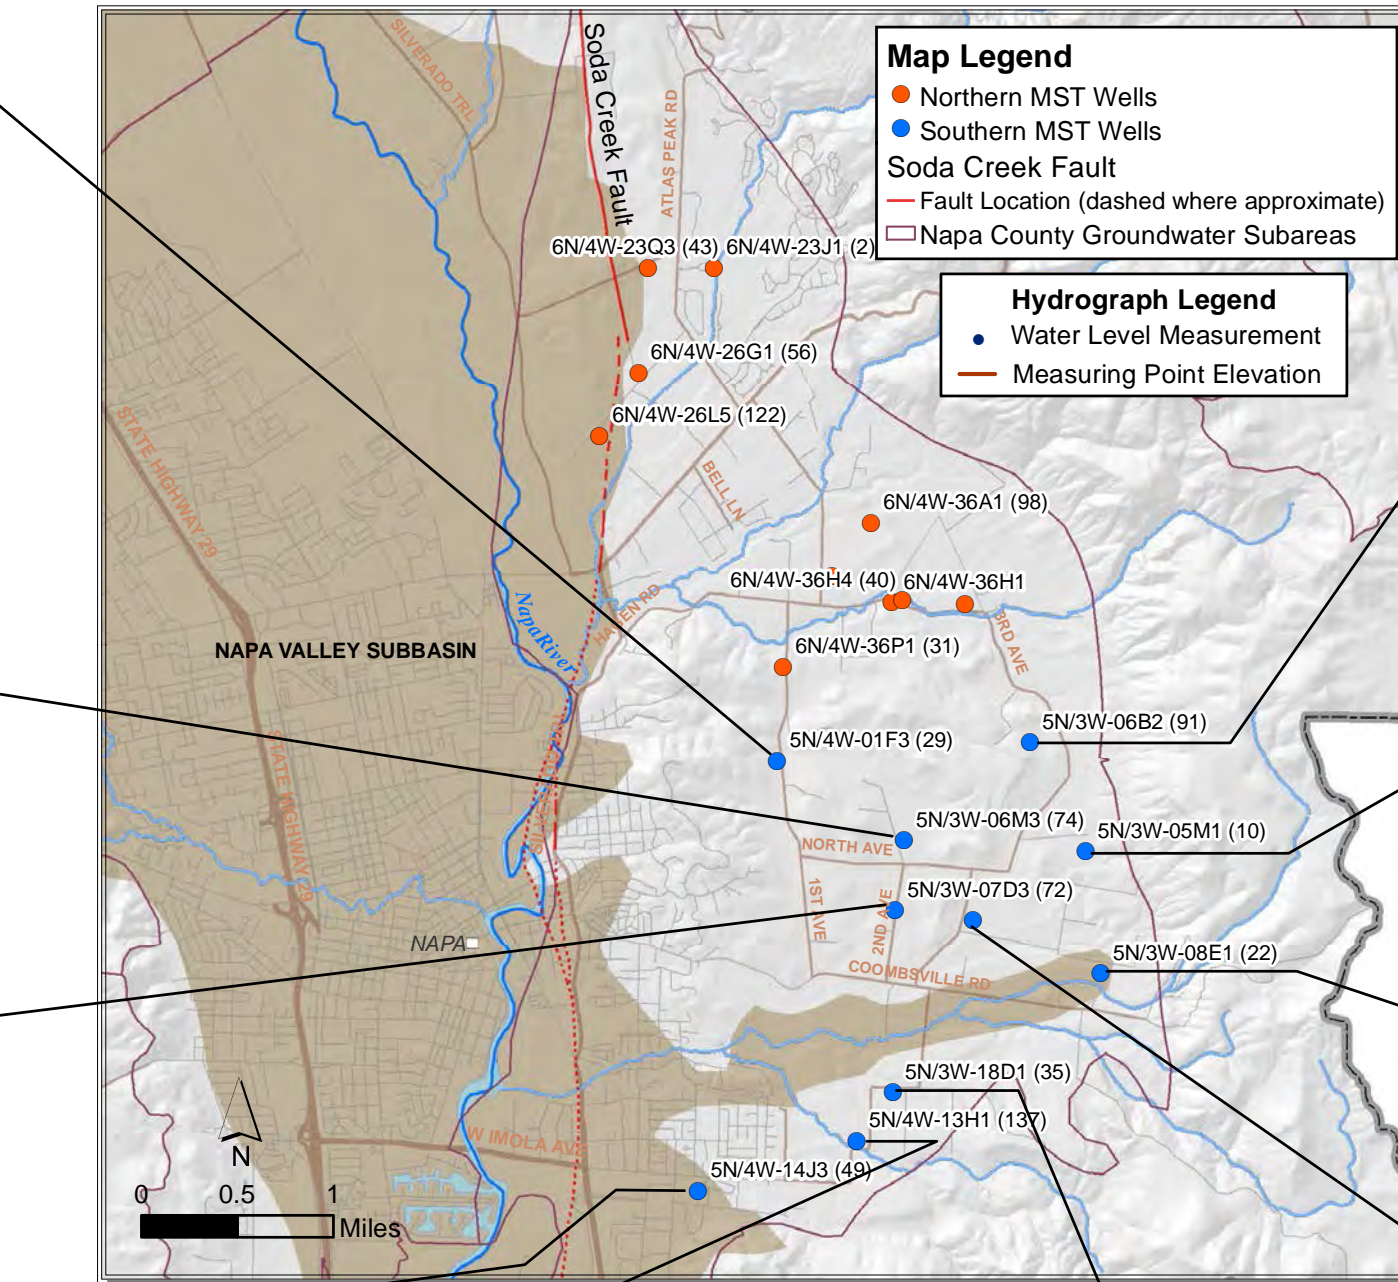 Map Legend
Northern MST Wells
Southern MST Wells
Soda Creek Fault
Fault Location (dashed where approximate)
Napa County Groundwater Subareas
Hydrograph Legend
Water Level Measurement
Measuring Point Elevation
SILVERADO TRL
Soda Creek Fault
ATLAS PEAK RD
6N/4W-23Q3 (43)
6N/4W-23J1 (2)
6N/4W-26G1 (56)
6N/4W-26L5 (122)
STATE HIGHWAY 29
BELL LN
6N/4W-36A1 (98)
6N/4W-36H4 (40)
6N/4W-36H1
Napa River
HAGEN RD
3RD AVE
NAPA VALLEY SUBBASIN
6N/4W-36P1 (31)
5N/3W-06B2 (91)
5N/4W-01F3 (29)
STATE HIGHWAY 29
5N/3W-06M3 (74)
5N/3W-05M1 (10)
NORTH AVE
1ST AVE
2ND AVE
5N/3W-07D3 (72)
NAPA
COOMBSVILLE RD
5N/3W-08E1 (22)
5N/3W-18D1 (35)
5N/4W-13H1 (137)
W IMOLA AVE
5N/4W-14J3 (49)
N
0 0.5 1
Miles